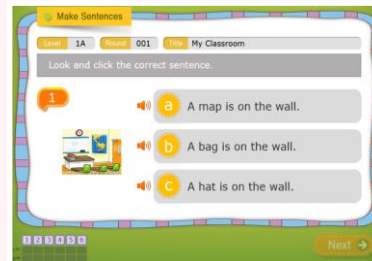 Make Sentences
Level 1A Round 001 Title My Classroom
Look and click the correct sentence.
1
a A map is on the wall.
b A bag is on the wall.
c A hat is on the wall.
1 2 3 4 5 6
Next